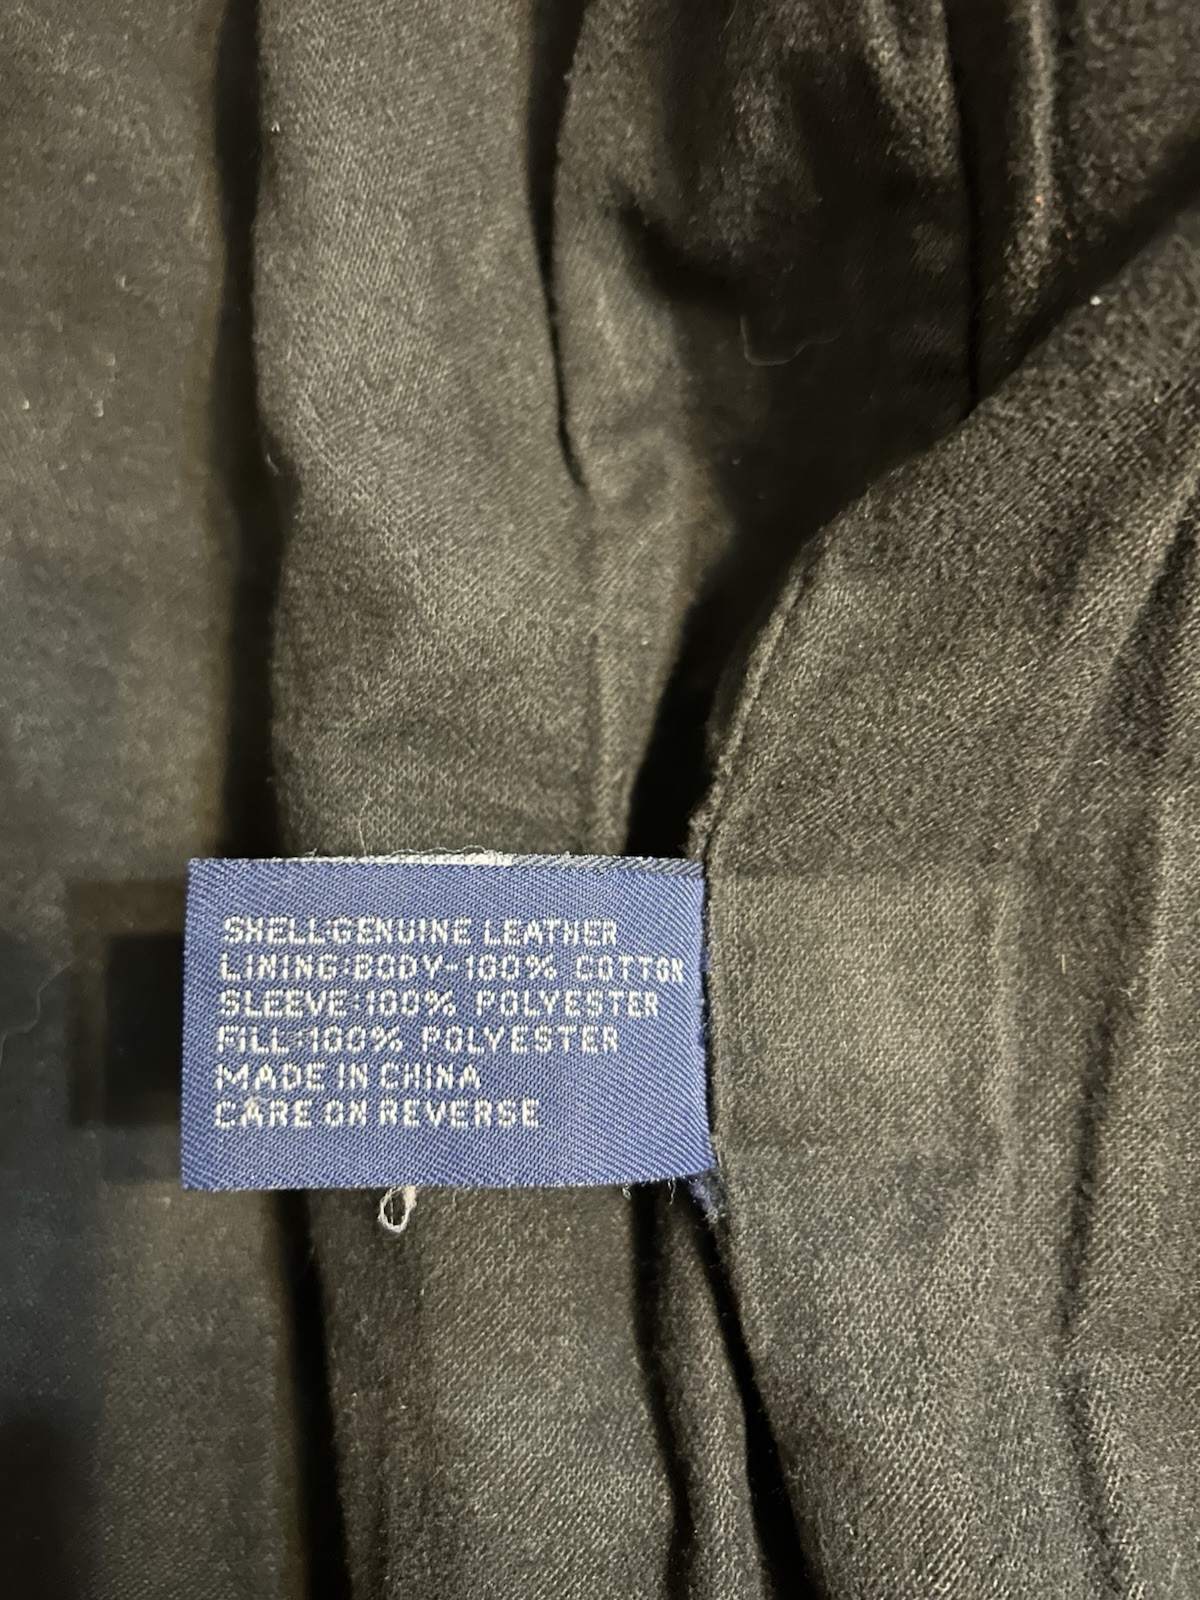 SHELL:GENUINE LEATHER
LINING:BODY-100% COTTON
SLEEVE:100% POLYESTER
FILL:100% POLYESTER
MADE IN CHINA
CARE ON REVERSE